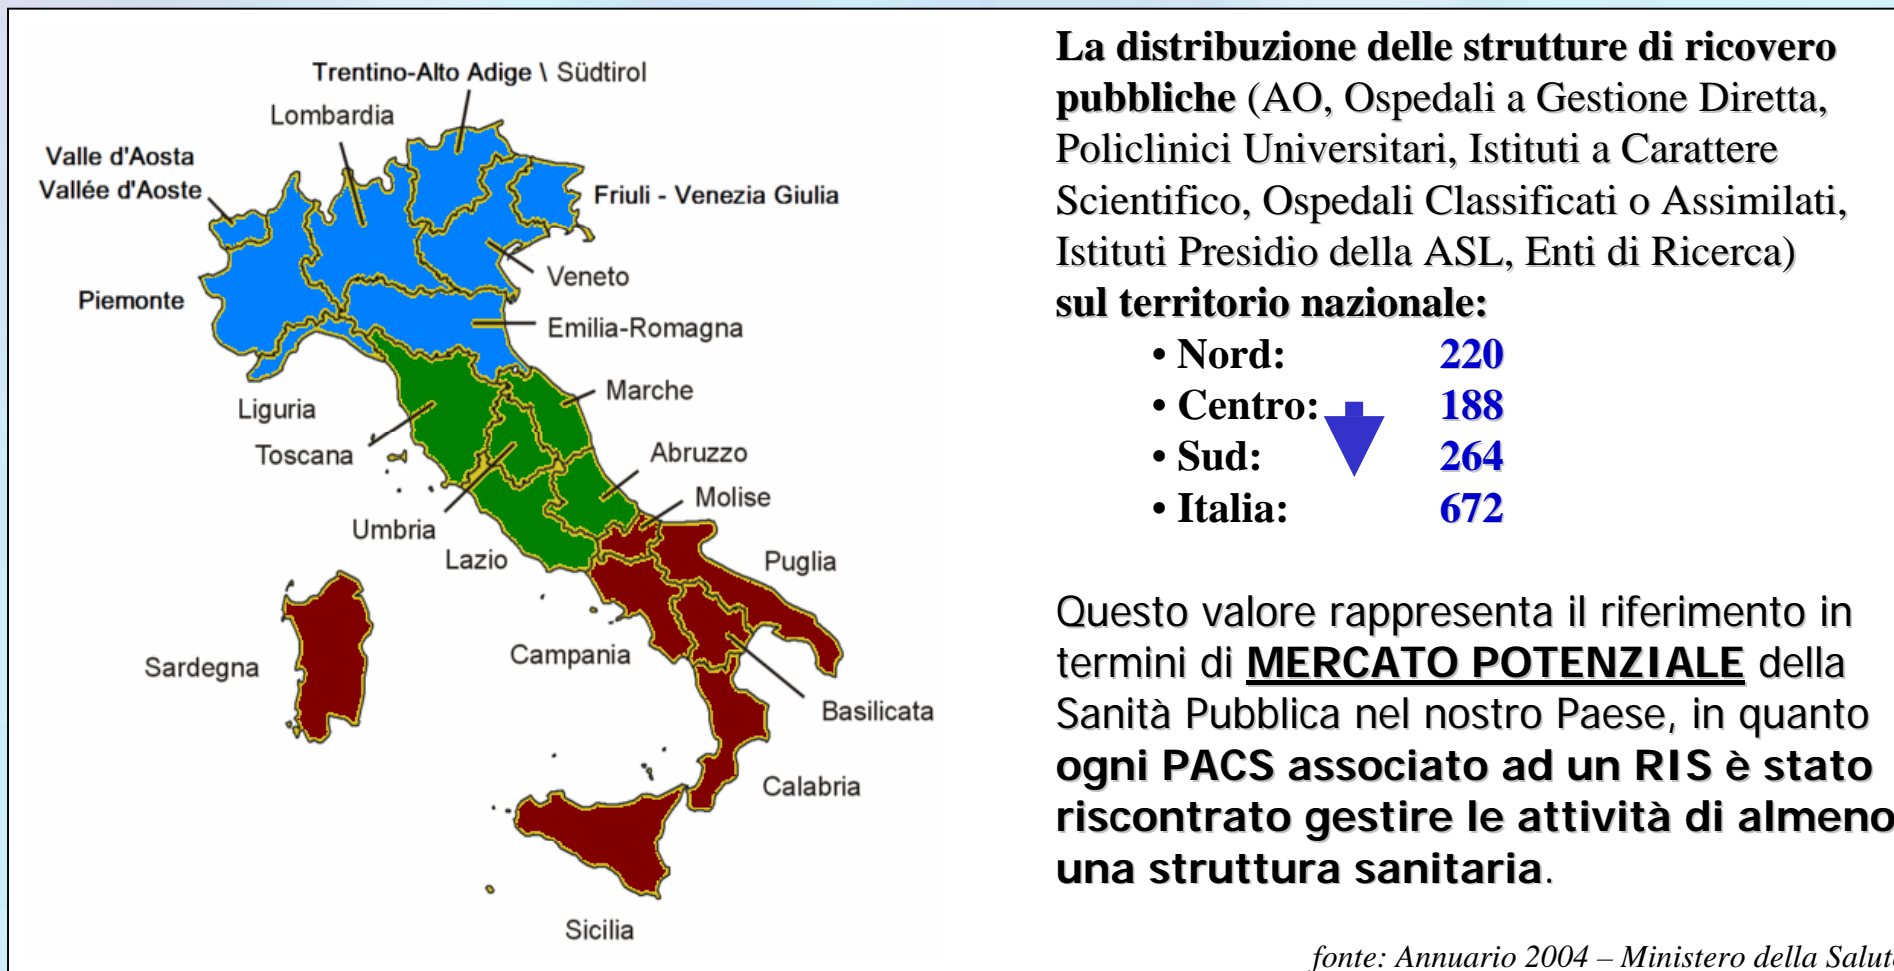 Trentino-Alto Adige \ Südtirol
Lombardia
Valle d'Aosta
Vallée d'Aoste
Friuli - Venezia Giulia
Veneto
Piemonte
Emilia-Romagna
Marche
Liguria
Toscana
Abruzzo
Molise
Umbria
Lazio
Puglia
Sardegna
Campania
Basilicata
Calabria
Sicilia
La distribuzione delle strutture di ricovero
pubbliche (AO, Ospedali a Gestione Diretta,
Policlinici Universitari, Istituti a Carattere
Scientifico, Ospedali Classificati o Assimilati,
Istituti Presidio della ASL, Enti di Ricerca)
sul territorio nazionale:
• Nord: 220
• Centro: 188
• Sud: 264
• Italia: 672
Questo valore rappresenta il riferimento in
termini di MERCATO POTENZIALE della
Sanità Pubblica nel nostro Paese, in quanto
ogni PACS associato ad un RIS è stato
riscontrato gestire le attività di almeno
una struttura sanitaria.
fonte: Annuario 2004 – Ministero della Salute